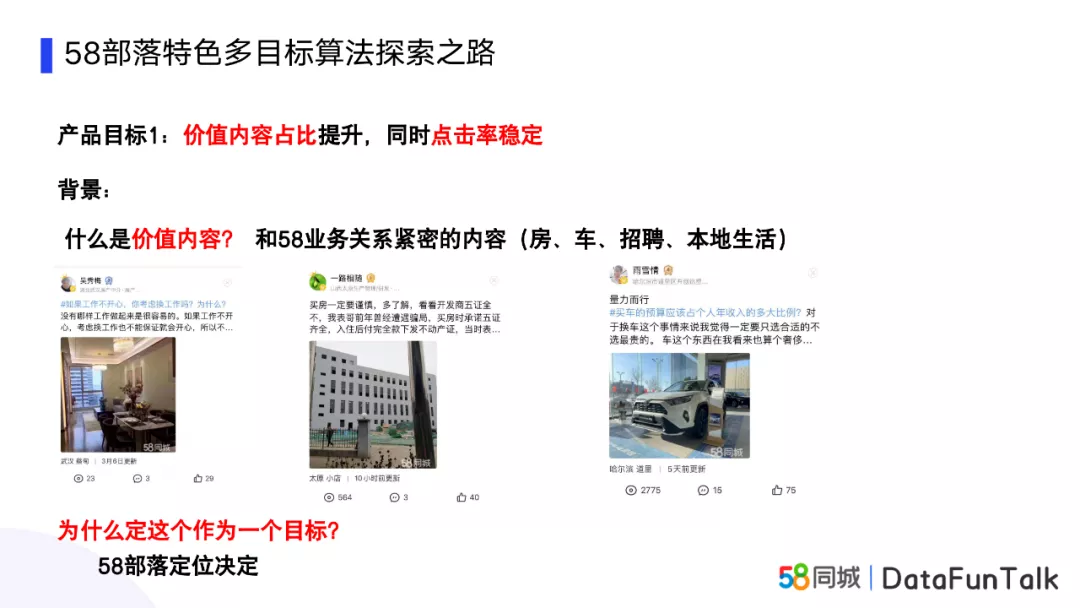 58部落特色多目标算法探索之路
产品目标1：价值内容占比提升，同时点击率稳定
背景：
什么是价值内容？ 和58业务关系紧密的内容（房、车、招聘、本地生活）
吴秀梅
#如果工作不开心，你考虑换工作吗？为什么？
没有哪样工作做起来是很容易的。如果工作不开
心，考虑换工作也不能保证就会开心，所以不...
58同城
武汉 蔡甸 | 3月6日更新
23 3 29
一路相随
买房一定要谨慎，多了解，看看开发商五证全
不，我表哥前年曾经遭遇骗局，买房时承诺五证
齐全，入住后付完全款下发不动产证，当时表...
58同城
太原 小店 | 10小时前更新
564 3 40
雨雪情
量力而行
#买车的预算应该占个人年收入的多大比例？对
于换车这个事情来说我觉得一定要只选合适的不
选最贵的。 车这个东西在我看来也算个奢侈...
58同城
哈尔滨 道里 | 5天前更新
2775 15 75
为什么定这个作为一个目标？
58部落定位决定
58同城 | DataFunTalk